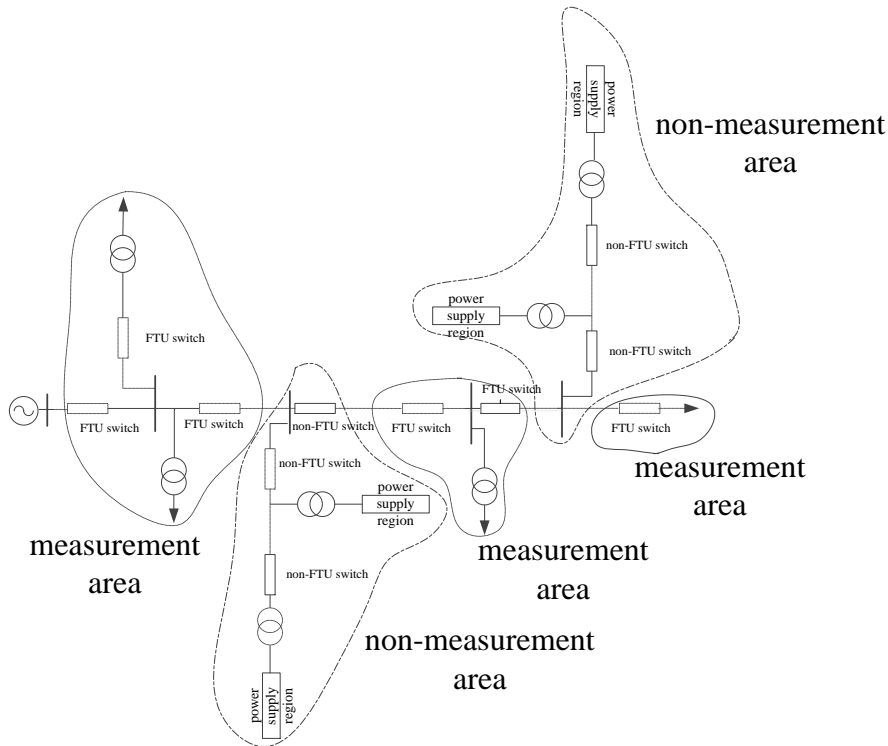 power
supply
region
non-measurement
area
non-FTU switch
power
supply
region
non-FTU switch
FTU switch
FTU switch
FTU switch
FTU switch
non-FTU switch
FTU switch
FTU switch
non-FTU switch
power
supply
region
measurement
area
measurement
area
measurement
area
non-FTU switch
non-measurement
area
power
supply
region